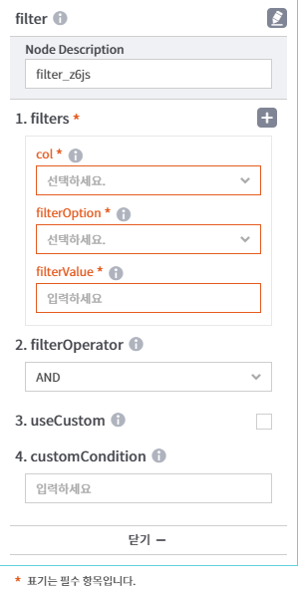 filter
Node Description
filter_z6js
1. filters *
col *
선택하세요.
filterOption *
선택하세요.
filterValue *
입력하세요
2. filterOperator
AND
3. useCustom
4. customCondition
입력하세요
닫기 −
* 표기는 필수 항목입니다.